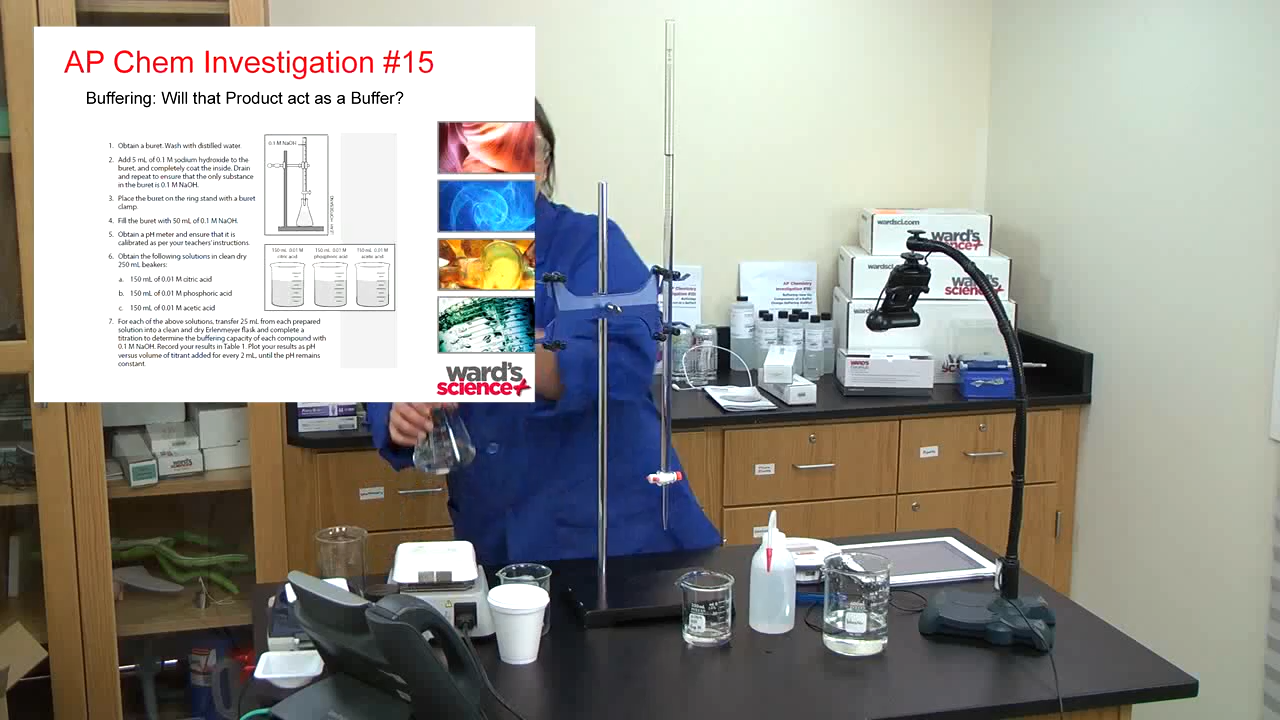 AP Chem Investigation #15
Buffering: Will that Product act as a Buffer?
1. Obtain a buret. Wash with distilled water.
2. Add 5 mL of 0.1 M sodium hydroxide to the
buret, and completely coat the inside. Drain
and repeat to ensure that the only substance
in the buret is 0.1 M NaOH.
3. Place the buret on the ring stand with a buret
clamp.
4. Fill the buret with 50 mL of 0.1 M NaOH.
5. Obtain a pH meter and ensure that it is
calibrated as per your teachers' instructions.
6. Obtain the following solutions in clean dry
250 mL beakers:
a. 150 mL of 0.01 M citric acid
b. 150 mL of 0.01 M phosphoric acid
c. 150 mL of 0.01 M acetic acid
7. For each of the above solutions, transfer 25 mL from each prepared
solution into a clean and dry Erlenmeyer flask and complete a
titration to determine the buffering capacity of each compound with
0.1 M NaOH. Record your results in Table 1. Plot your results as pH
versus volume of titrant added for every 2 mL, until the pH remains
constant.
0.1 M NaOH
150 mL 0.01 M
citric acid
150 mL 0.01 M
phosphoric acid
150 mL 0.01 M
acetic acid
ward's
science+
AP Chemistry
Investigation #16:
wardsci.com
ward's
wardsci
ward's
science+